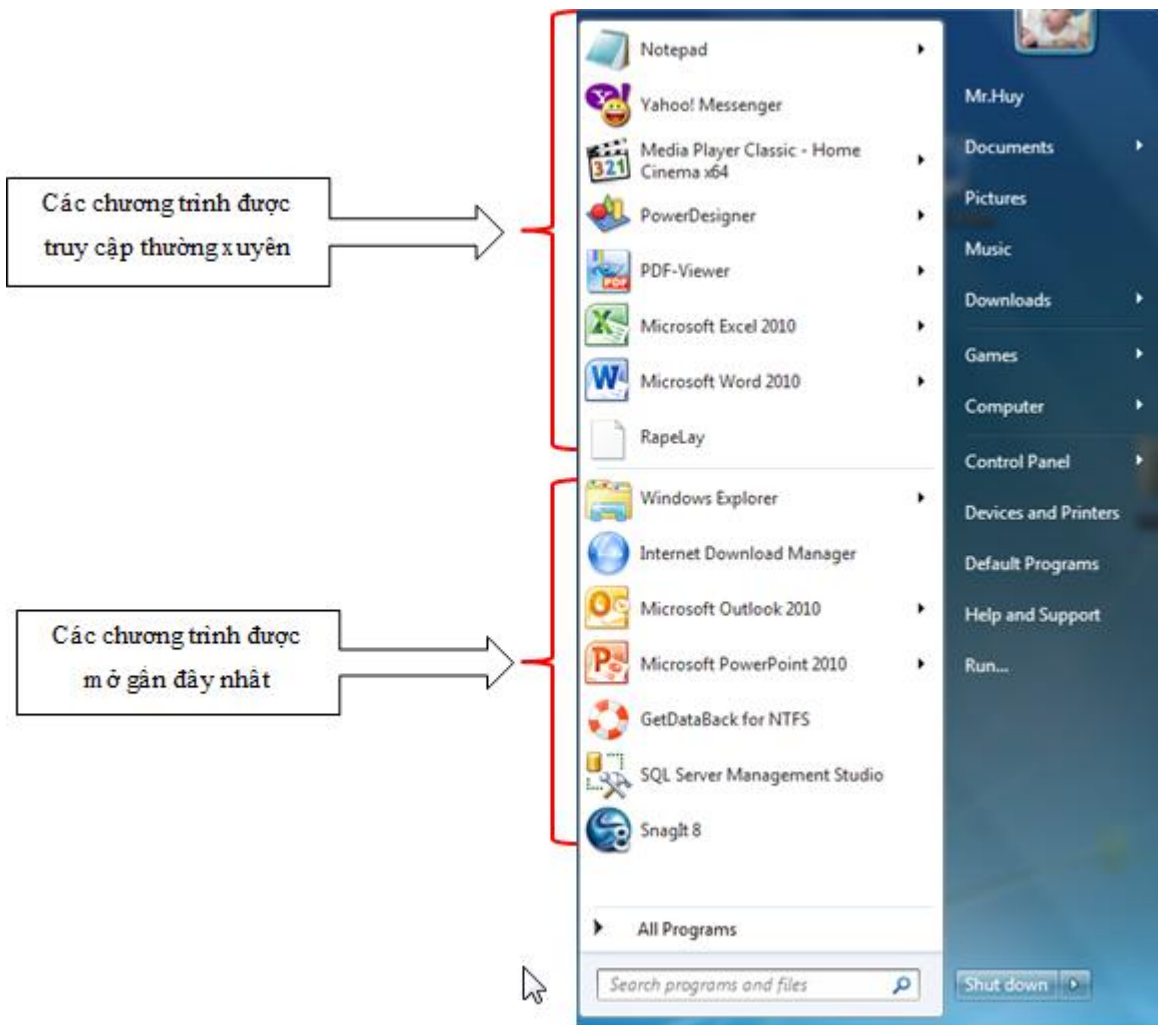 Các chương trình được
truy cập thường xuyên
Các chương trình được
mở gần đây nhất
Notepad
Yahoo! Messenger
Media Player Classic - Home
Cinema x64
PowerDesigner
PDF-Viewer
Microsoft Excel 2010
Microsoft Word 2010
RapeLay
Windows Explorer
Internet Download Manager
Microsoft Outlook 2010
Microsoft PowerPoint 2010
GetDataBack for NTFS
SQL Server Management Studio
SnagIt 8
All Programs
Search programs and files
Mr.Huy
Documents
Pictures
Music
Downloads
Games
Computer
Control Panel
Devices and Printers
Default Programs
Help and Support
Run...
Shut down